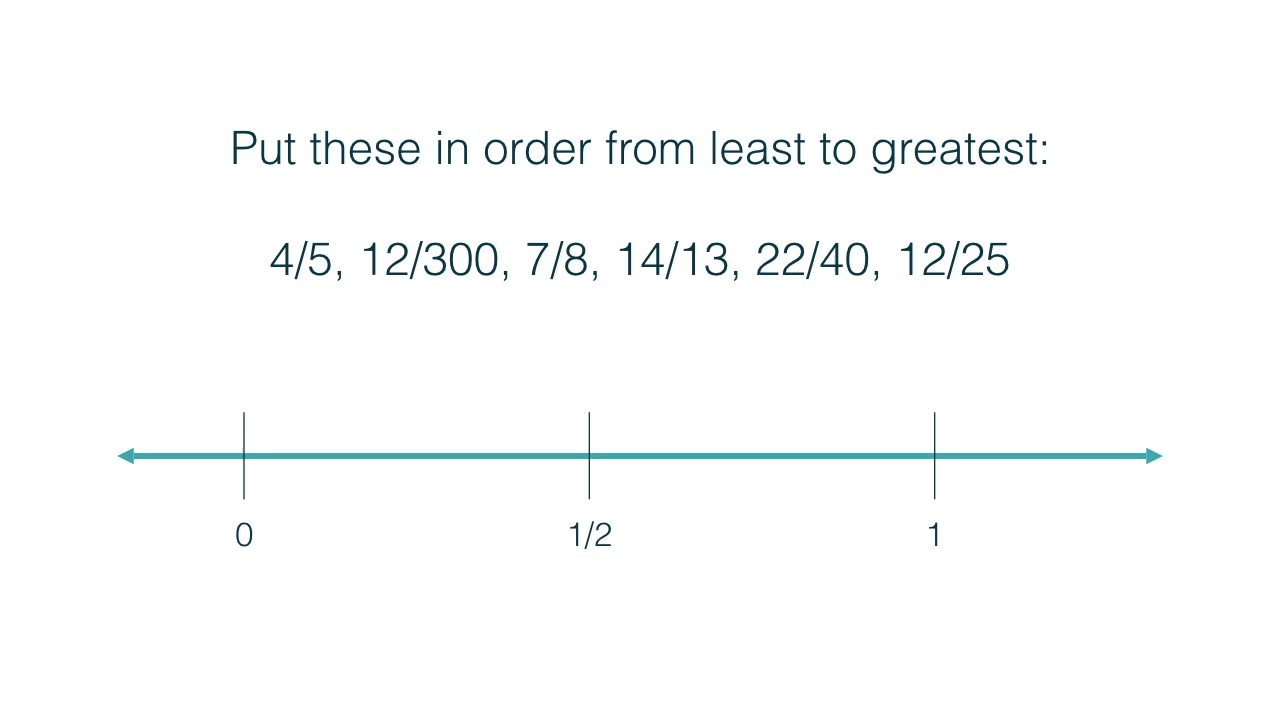 Put these in order from least to greatest:
4/5, 12/300, 7/8, 14/13, 22/40, 12/25
0 1/2 1